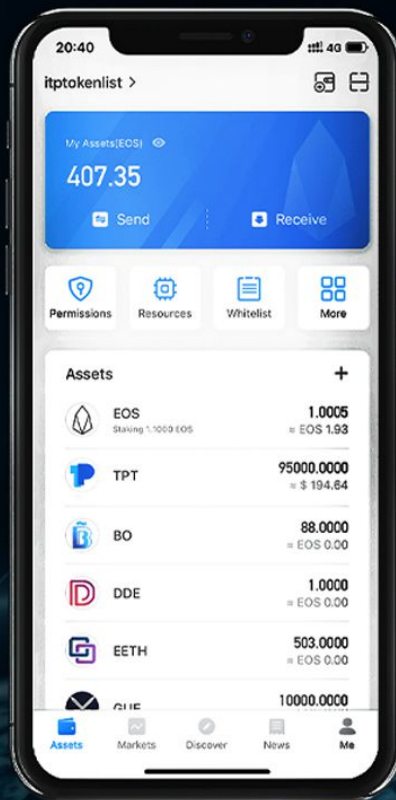 20:40
4G
itptokenlist >
My Assets(EOS)
407.35
Send
Receive
Permissions
Resources
Whitelist
More
Assets
+
EOS
1.0005
Staking 1.1000 EOS
≈ EOS 1.93
TPT
95000.0000
≈ $ 194.64
BO
88.0000
≈ EOS 0.00
DDE
1.0000
≈ EOS 0.00
EETH
503.0000
≈ EOS 0.00
10000.0000
Assets
Markets
Discover
News
Me